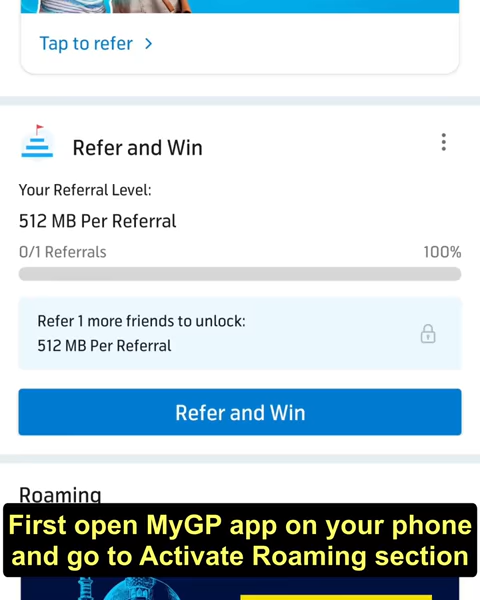 Tap to refer
Refer and Win
Your Referral Level:
512 MB Per Referral
0/1 Referrals 100%
Refer 1 more friends to unlock:
512 MB Per Referral
Refer and Win
Roaming
First open MyGP app on your phone
and go to Activate Roaming section